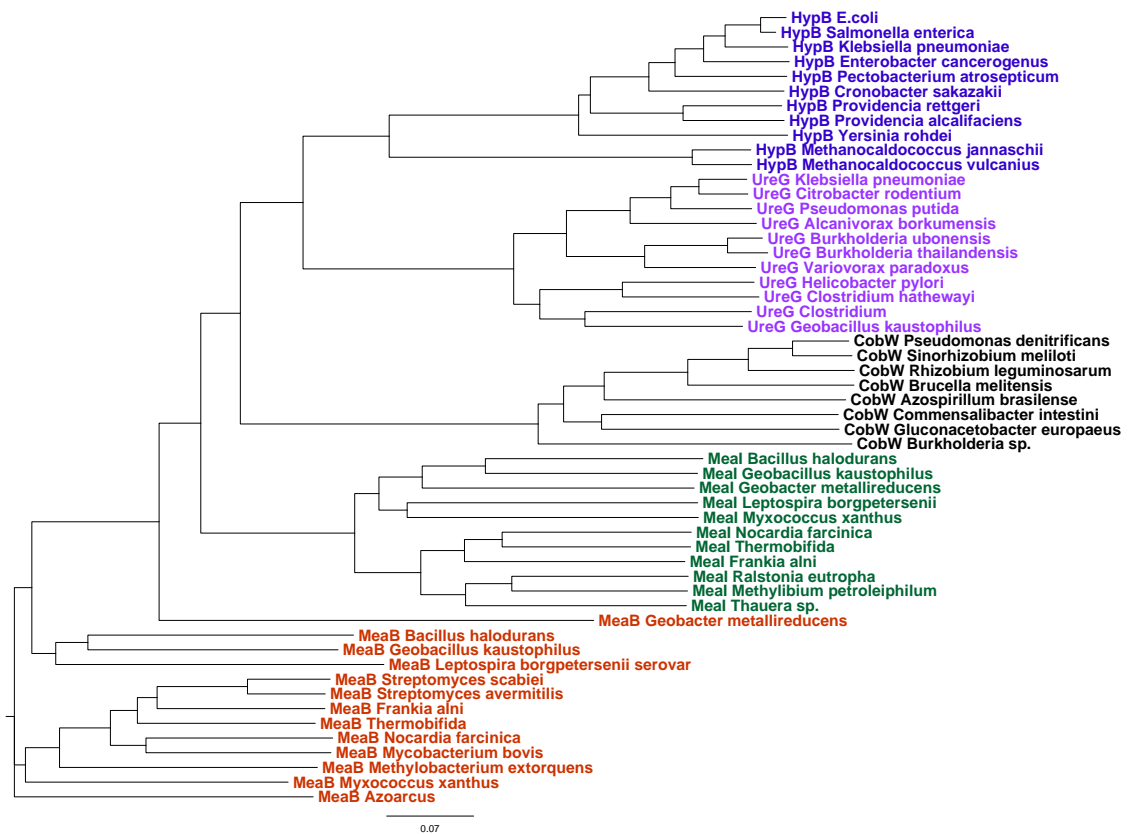 HypB E.coli
HypB Salmonella enterica
HypB Klebsiella pneumoniae
HypB Enterobacter cancerogenus
HypB Pectobacterium atrosepticum
HypB Cronobacter sakazakii
HypB Providencia rettgeri
HypB Providencia alcalifaciens
HypB Yersinia rohdei
HypB Methanocaldococcus jannaschii
HypB Methanocaldococcus vulcanius
UreG Klebsiella pneumoniae
UreG Citrobacter rodentium
UreG Pseudomonas putida
UreG Alcanivorax borkumensis
UreG Burkholderia ubonensis
UreG Burkholderia thailandensis
UreG Variovorax paradoxus
UreG Helicobacter pylori
UreG Clostridium hathewayi
UreG Clostridium
UreG Geobacillus kaustophilus
CobW Pseudomonas denitrificans
CobW Sinorhizobium meliloti
CobW Rhizobium leguminosarum
CobW Brucella melitensis
CobW Azospirillum brasilense
CobW Commensalibacter intestini
CobW Gluconacetobacter europaeus
CobW Burkholderia sp.
MeaI Bacillus halodurans
MeaI Geobacillus kaustophilus
MeaI Geobacter metallireducens
MeaI Leptospira borgpetersenii
MeaI Myxococcus xanthus
MeaI Nocardia farcinica
MeaI Thermobifida
MeaI Frankia alni
MeaI Ralstonia eutropha
MeaI Methylibium petroleiphilum
MeaI Thauera sp.
MeaB Geobacter metallireducens
MeaB Bacillus halodurans
MeaB Geobacillus kaustophilus
MeaB Leptospira borgpetersenii serovar
MeaB Streptomyces scabiei
MeaB Streptomyces avermitilis
MeaB Frankia alni
MeaB Thermobifida
MeaB Nocardia farcinica
MeaB Mycobacterium bovis
MeaB Methylobacterium extorquens
MeaB Myxococcus xanthus
MeaB Azoarcus
0.07